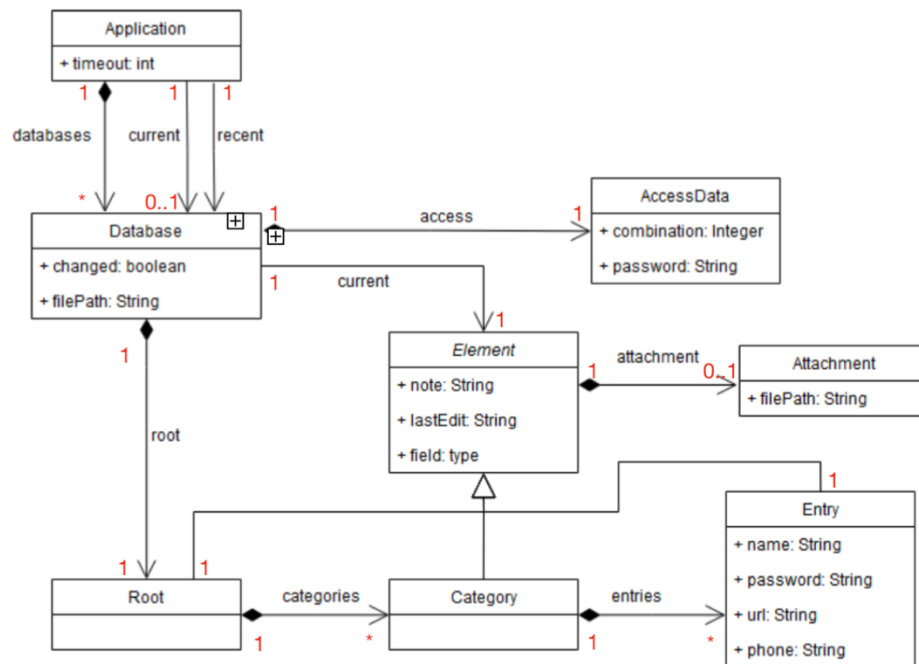 Application
+ timeout: int
1
1
1
databases
current
recent
*
0..1
Database
+ changed: boolean
+ filePath: String
1
access
1
AccessData
+ combination: Integer
+ password: String
1
current
1
Element
+ note: String
+ lastEdit: String
+ field: type
1
attachment
0..1
Attachment
+ filePath: String
1
root
1
1
1
Root
1
categories
*
Category
1
entries
*
Entry
+ name: String
+ password: String
+ url: String
+ phone: String